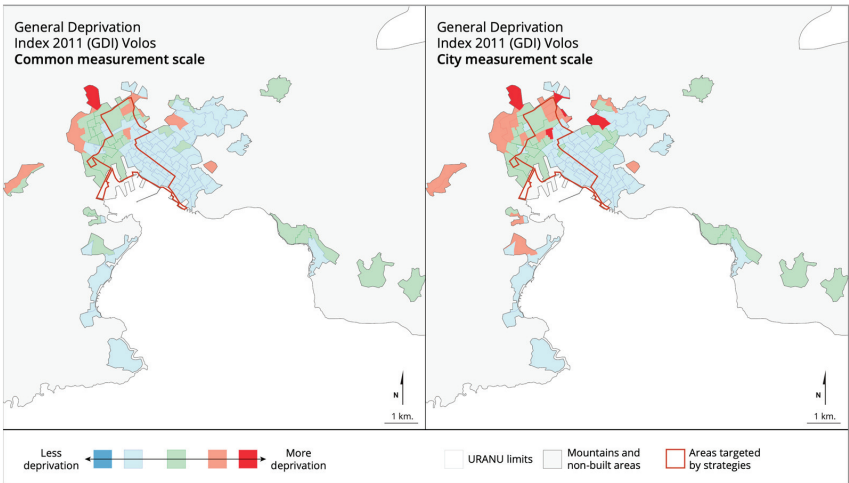 General Deprivation
Index 2011 (GDI) Volos
Common measurement scale
N
1 km.
General Deprivation
Index 2011 (GDI) Volos
City measurement scale
N
1 km.
Less
deprivation
More
deprivation
URANU limits
Mountains and
non-built areas
Areas targeted
by strategies